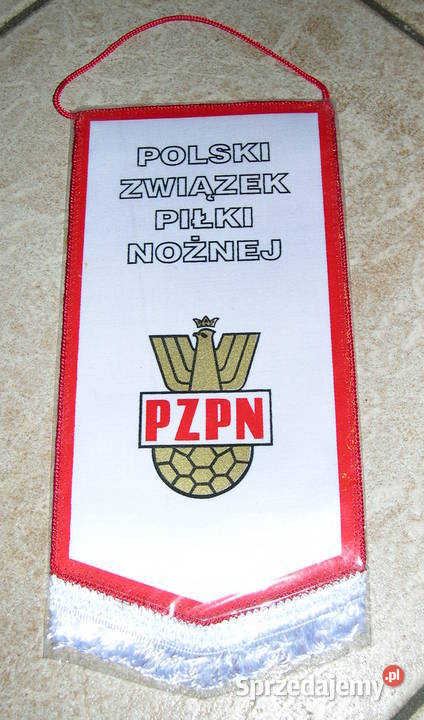 POLSKI
ZWIĄZEK
PIŁKI
NOŻNEJ
PZPN
Sprzedajemy.pl